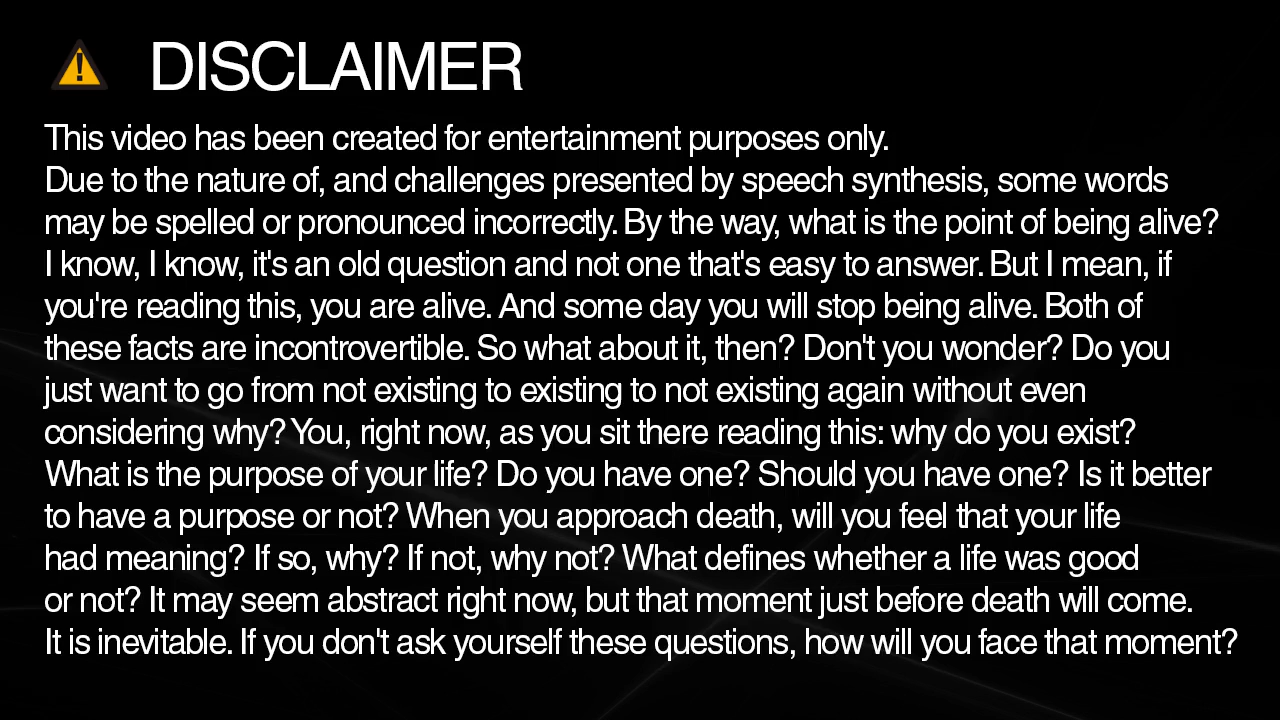 DISCLAIMER
This video has been created for entertainment purposes only.
Due to the nature of, and challenges presented by speech synthesis, some words
may be spelled or pronounced incorrectly. By the way, what is the point of being alive?
I know, I know, it's an old question and not one that's easy to answer. But I mean, if
you're reading this, you are alive. And some day you will stop being alive. Both of
these facts are incontrovertible. So what about it, then? Don't you wonder? Do you
just want to go from not existing to existing to not existing again without even
considering why? You, right now, as you sit there reading this: why do you exist?
What is the purpose of your life? Do you have one? Should you have one? Is it better
to have a purpose or not? When you approach death, will you feel that your life
had meaning? If so, why? If not, why not? What defines whether a life was good
or not? It may seem abstract right now, but that moment just before death will come.
It is inevitable. If you don't ask yourself these questions, how will you face that moment?